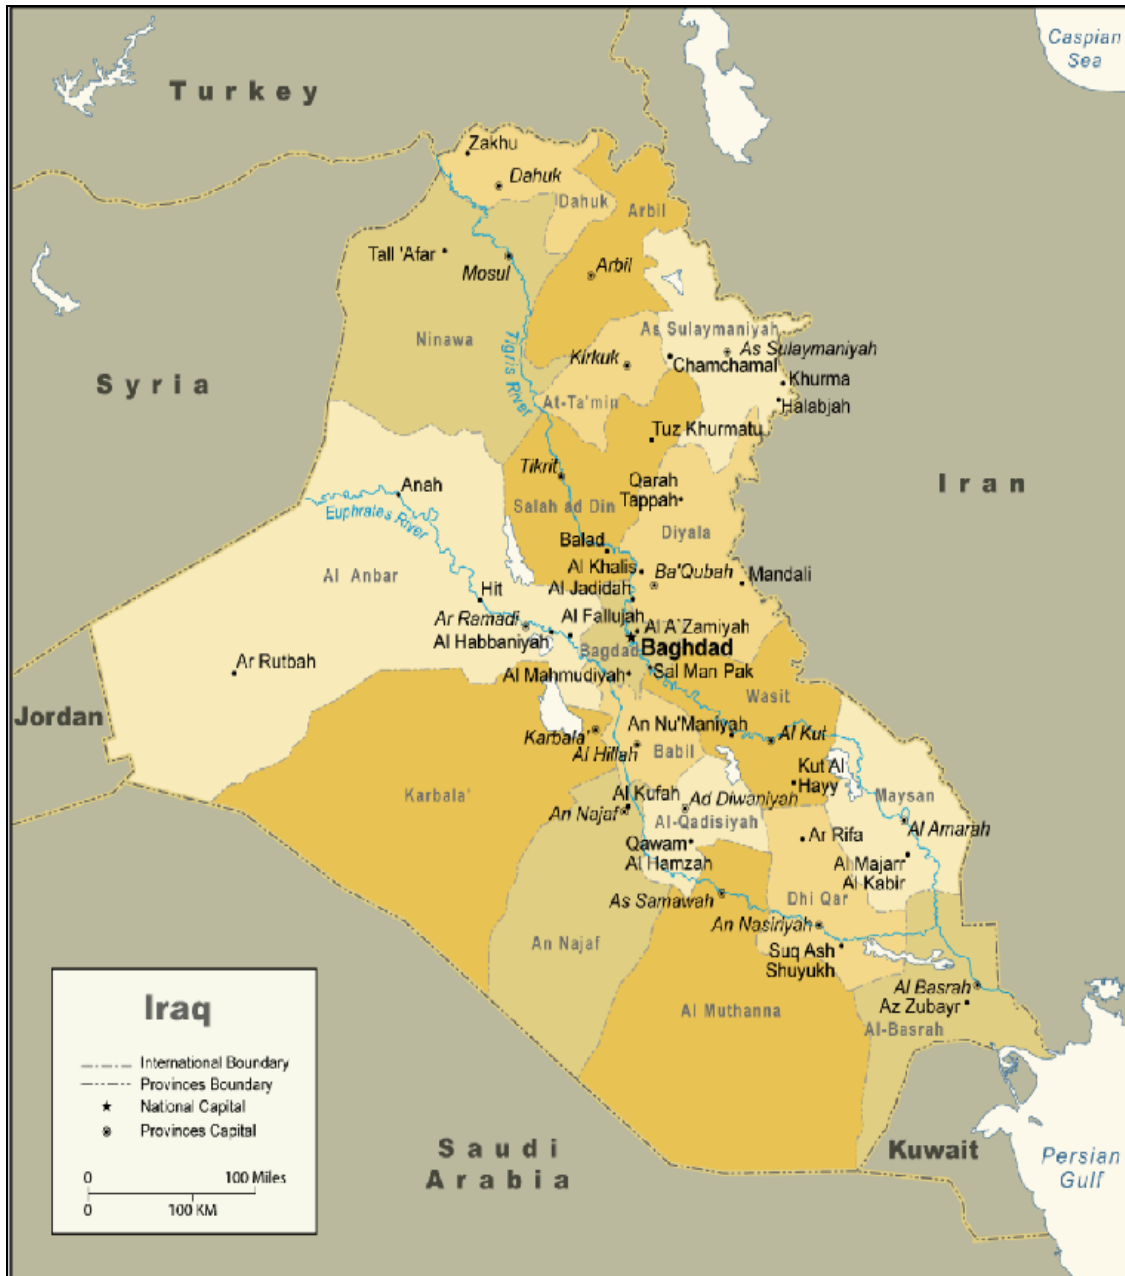 Caspian
Sea
Turkey
Zakhu
Dahuk
Dahuk
Arbil
Tall 'Afar
Mosul
Arbil
Ninawa
Tigris River
As Sulaymaniyah
As Sulaymaniyah
Kirkuk
Chamchamal
Khurma
Syria
At-Ta'min
Halabjah
Tuz Khurmatu
Tikrit
Qarah
Tappah
Iran
Anah
Salah ad Din
Euphrates River
Diyala
Balad
Al Khalis
Ba'Qubah
Mandali
Al Anbar
Hit
Al Jadidah
Ar Ramadi
Al Fallujah
Al A'Zamiyah
Al Habbaniyah
Bagdad
Baghdad
Ar Rutbah
Al Mahmudiyah
Sal Man Pak
Wasit
Jordan
An Nu'Maniyah
Karbala'
Al Kut
Al Hillah
Babil
Kut Al
Hayy
Karbala'
Al Kufah
Ad Diwaniyah
Maysan
An Najaf
Al-Qadisiyah
Al Amarah
Ar Rifa
Qawam
Al Hamzah
Al Majarr
Al Kabir
As Samawah
Dhi Qar
An Nasiriyah
An Najaf
Suq Ash
Shuyukh
Al Basrah
Az Zubayr
Al Muthanna
Al-Basrah
Iraq
International Boundary
Provinces Boundary
National Capital
Provinces Capital
0 100 Miles
0 100 KM
Saudi
Arabia
Kuwait
Persian
Gulf